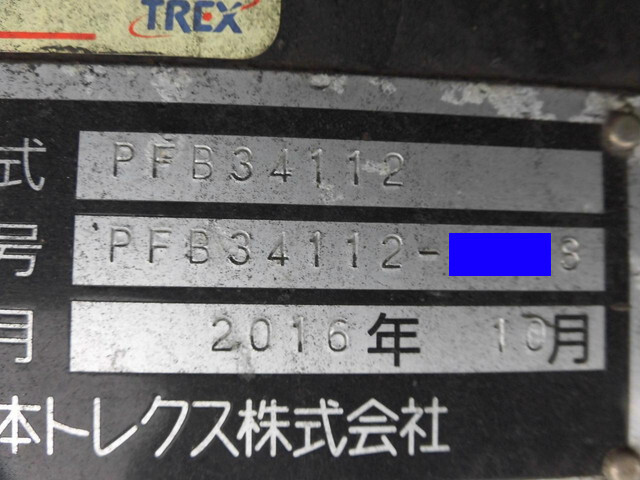 TREX
式 PFB34112
号 PFB34112- 3
月 2016年 10月
本トレクス株式会社